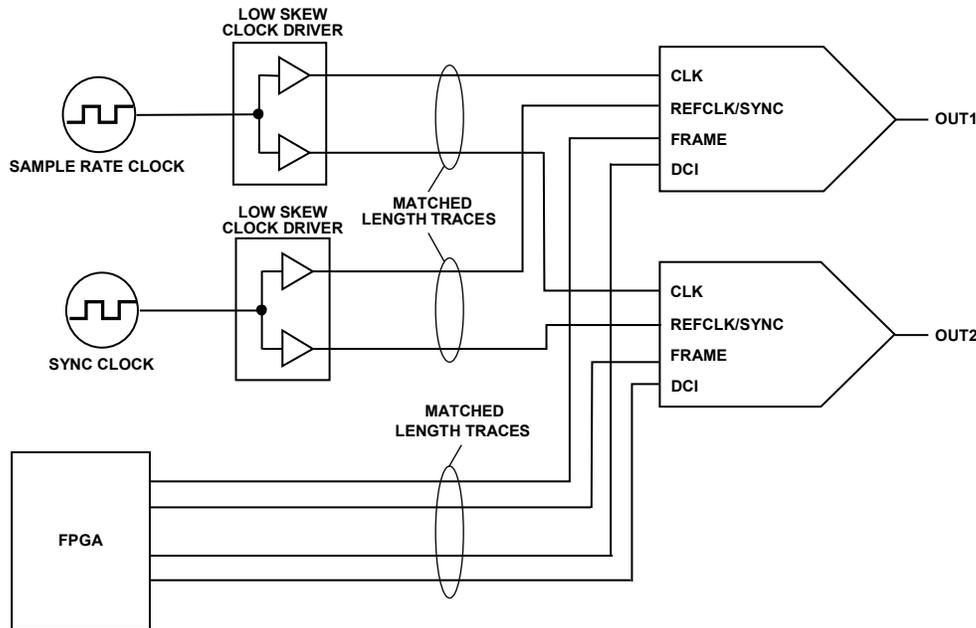 LOW SKEW
CLOCK DRIVER
SAMPLE RATE CLOCK
CLK
REFCLK/SYNC
FRAME
DCI
OUT1
MATCHED
LENGTH TRACES
LOW SKEW
CLOCK DRIVER
SYNC CLOCK
CLK
REFCLK/SYNC
FRAME
DCI
OUT2
MATCHED
LENGTH TRACES
FPGA